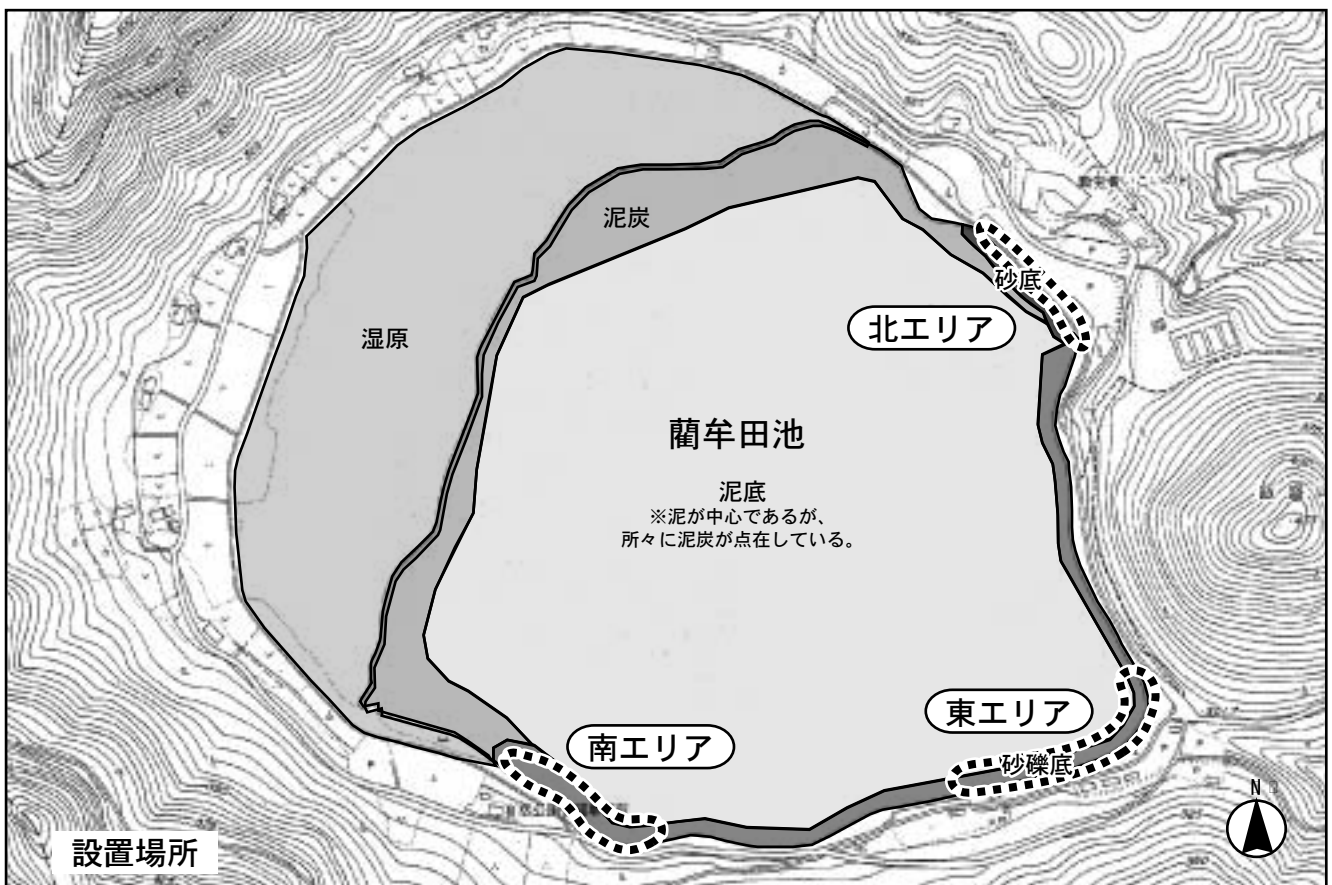 泥炭
砂底
北エリア
湿原
藺牟田池
泥底
※泥が中心であるが、
所々に泥炭が点在している。
東エリア
南エリア
砂礫底
N
設置場所